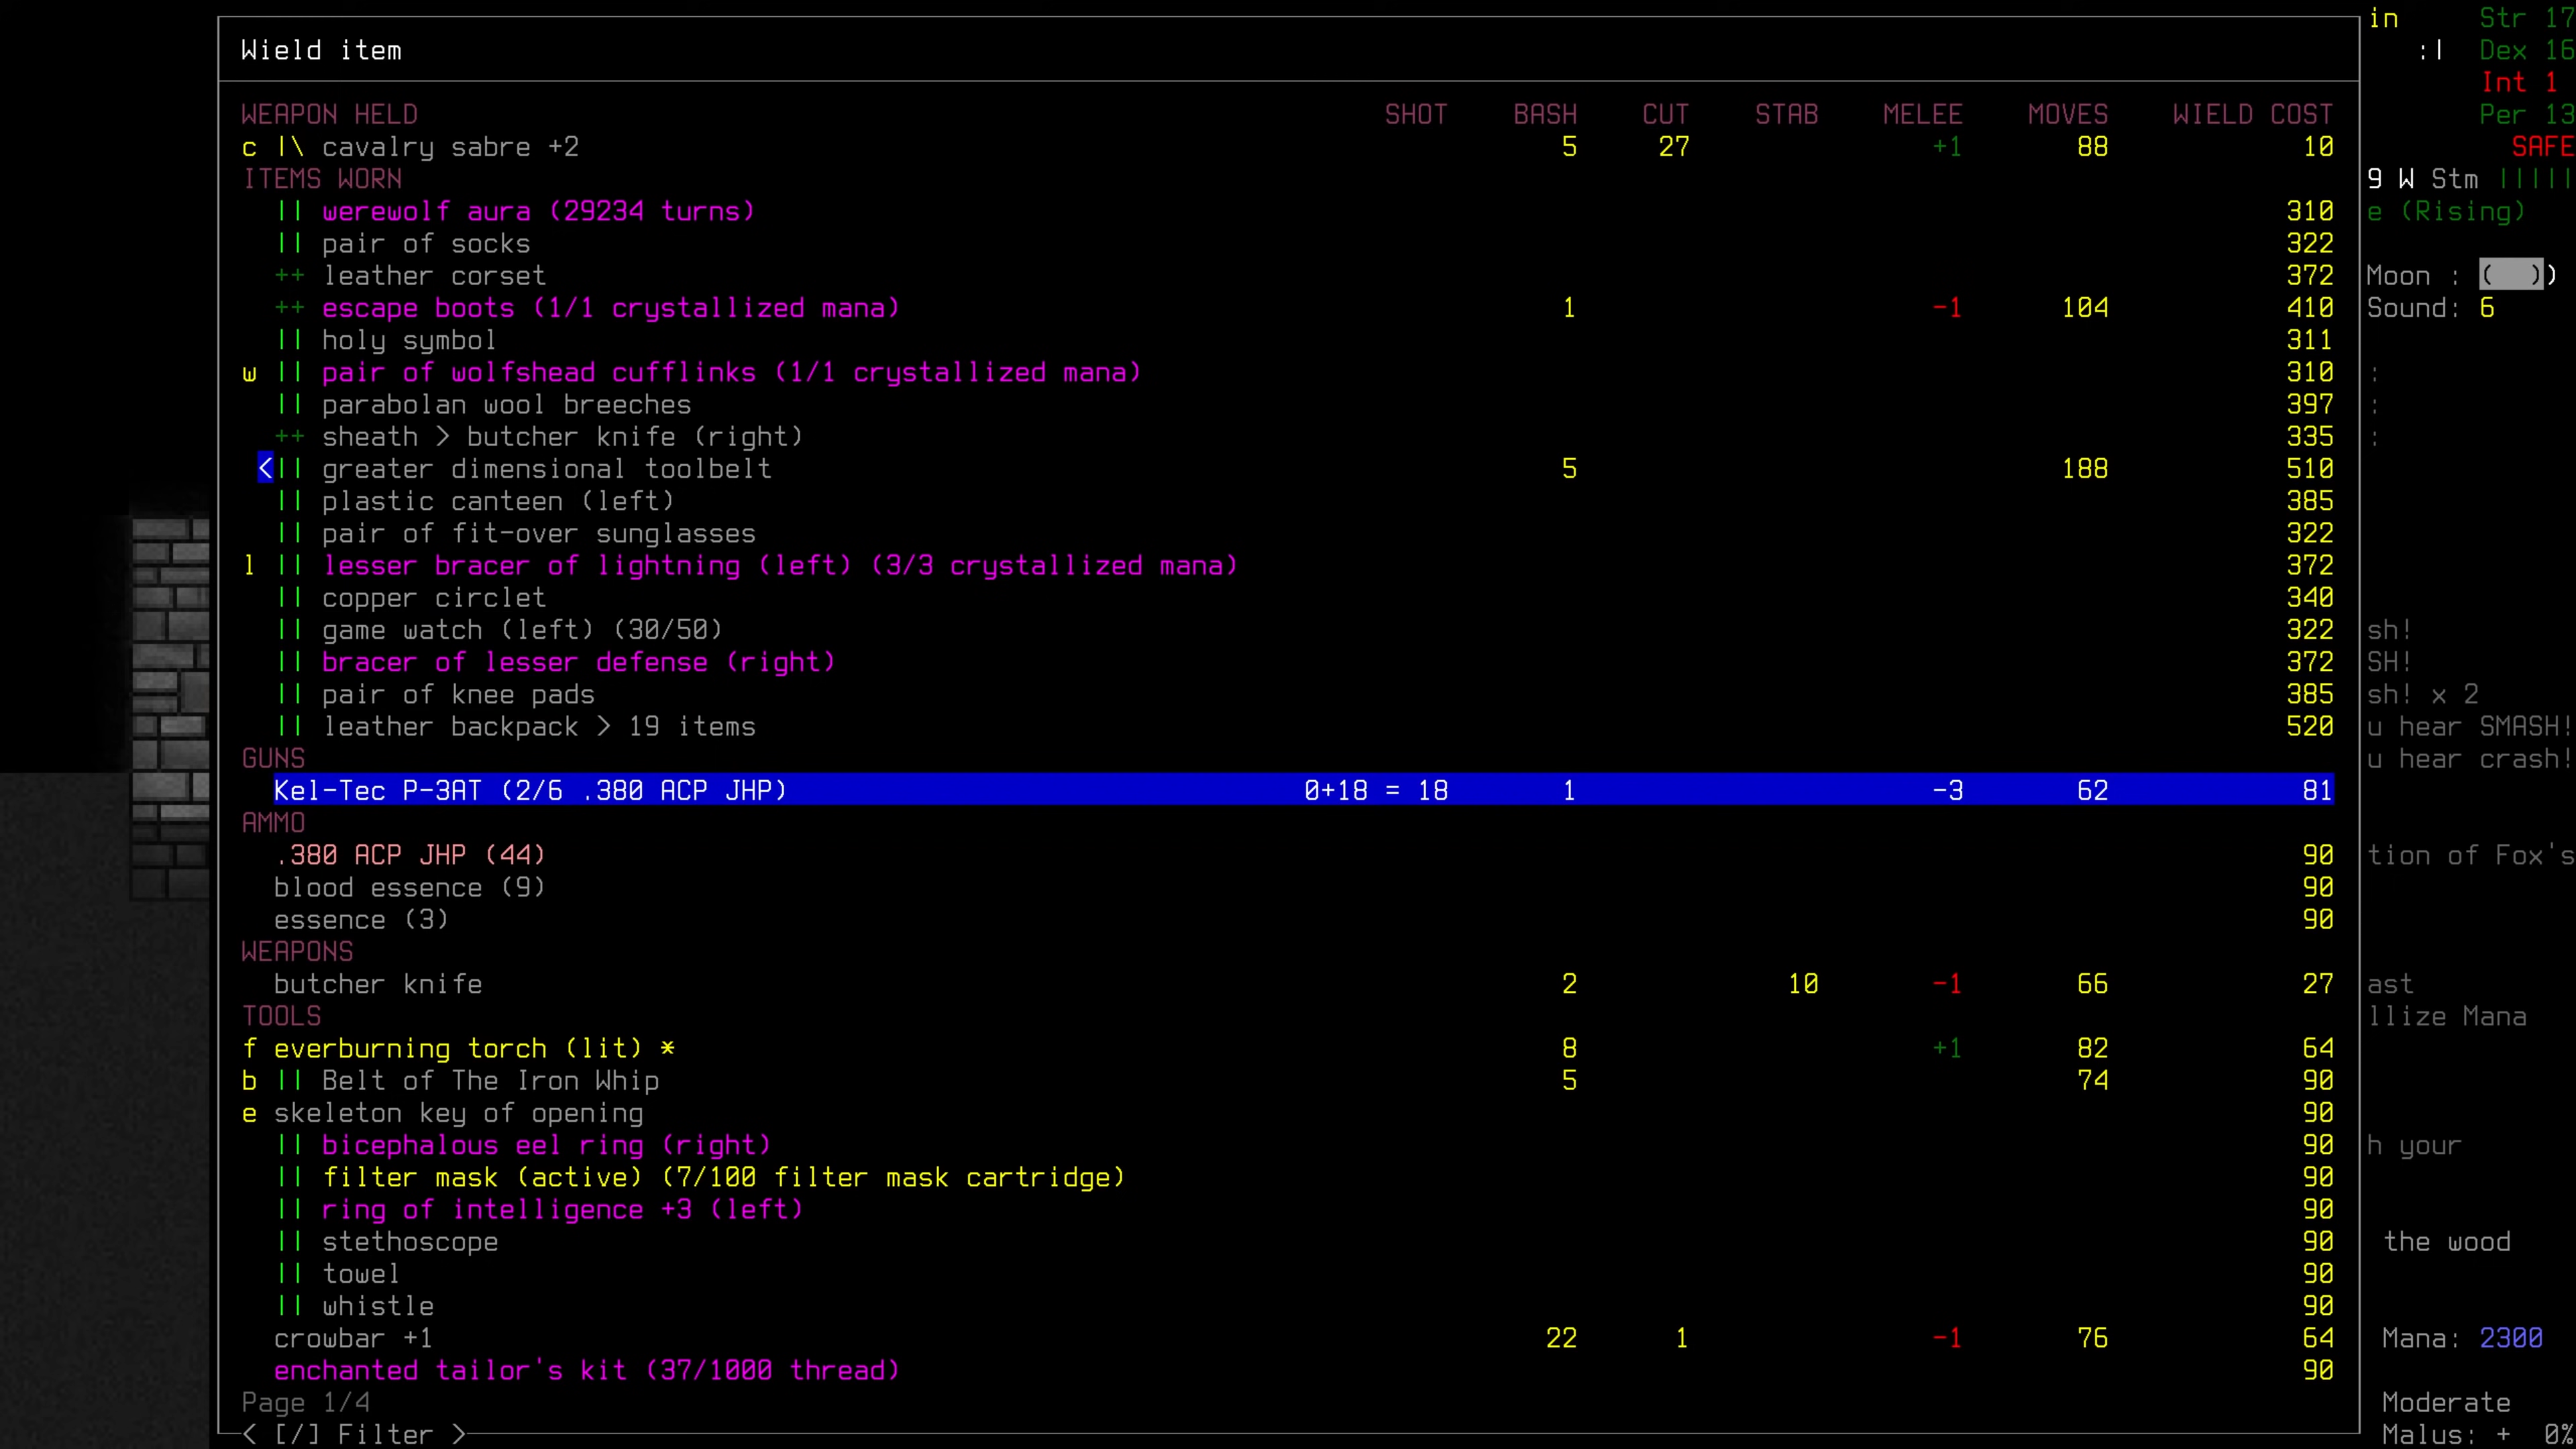 in Str 17
Wield item :| Dex 16
Int 1
WEAPON HELD SHOT BASH CUT STAB MELEE MOVES WIELD COST Per 13
c |\ cavalry sabre +2 5 27 +1 88 10 SAFE
ITEMS WORN 9 W Stm |||||
|| werewolf aura (29234 turns) 310 e (Rising)
|| pair of socks 322
++ leather corset 372 Moon : ( ))
++ escape boots (1/1 crystallized mana) 1 -1 104 410 Sound: 6
|| holy symbol 311
w || pair of wolfshead cufflinks (1/1 crystallized mana) 310 :
|| parabolan wool breeches 397 :
++ sheath > butcher knife (right) 335 :
<|| greater dimensional toolbelt 5 188 510
|| plastic canteen (left) 385
|| pair of fit-over sunglasses 322
l || lesser bracer of lightning (left) (3/3 crystallized mana) 372
|| copper circlet 340
|| game watch (left) (30/50) 322 sh!
|| bracer of lesser defense (right) 372 SH!
|| pair of knee pads 385 sh! x 2
|| leather backpack > 19 items 520 u hear SMASH!
GUNS u hear crash!
Kel-Tec P-3AT (2/6 .380 ACP JHP) 0+18 = 18 1 -3 62 81
AMMO
.380 ACP JHP (44) 90 tion of Fox's
blood essence (9) 90
essence (3) 90
WEAPONS
butcher knife 2 10 -1 66 27 ast
TOOLS llize Mana
f everburning torch (lit) * 8 +1 82 64
b || Belt of The Iron Whip 5 74 90
e skeleton key of opening 90
|| bicephalous eel ring (right) 90 h your
|| filter mask (active) (7/100 filter mask cartridge) 90
|| ring of intelligence +3 (left) 90
|| stethoscope 90 the wood
|| towel 90
|| whistle 90
crowbar +1 22 1 -1 76 64 Mana: 2300
enchanted tailor's kit (37/1000 thread) 90
Page 1/4 Moderate
< [/] Filter > Malus: + 0%